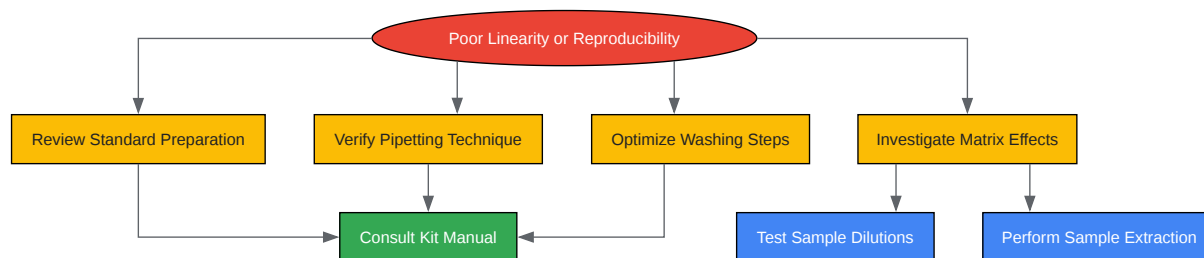 Poor Linearity or Reproducibility
Review Standard Preparation
Verify Pipetting Technique
Optimize Washing Steps
Investigate Matrix Effects
Consult Kit Manual
Test Sample Dilutions
Perform Sample Extraction